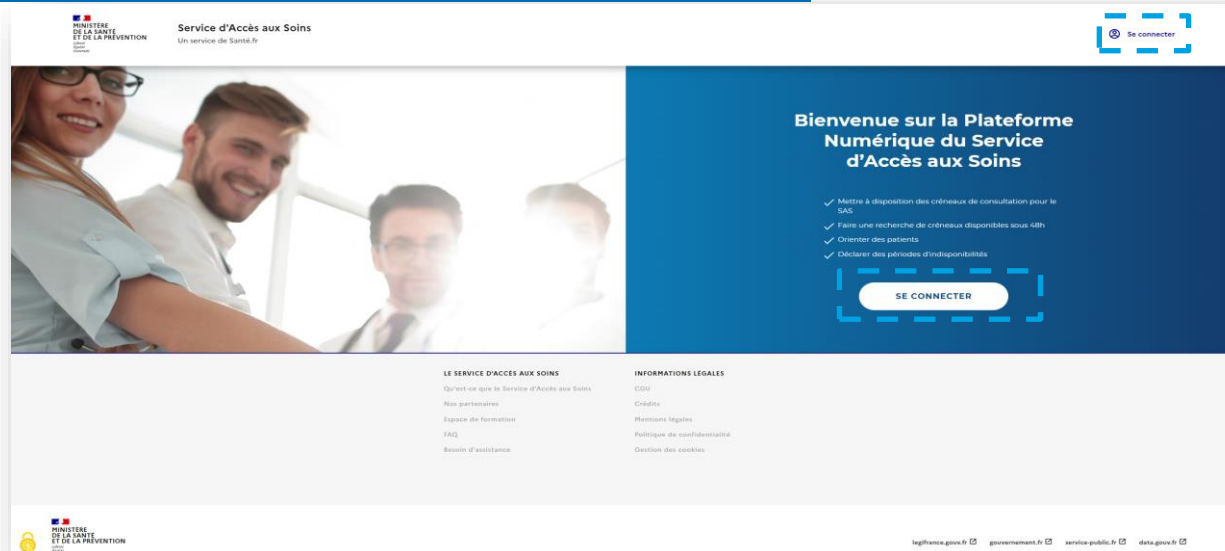 MINISTÈRE
DE LA SANTÉ
ET DE LA PRÉVENTION
Liberté
Égalité
Fraternité
Service d'Accès aux Soins
Un service de Santé.fr
Se connecter
Bienvenue sur la Plateforme
Numérique du Service
d'Accès aux Soins
Mettre à disposition des créneaux de consultation pour le
SAS
Faire une recherche de créneaux disponibles sous 48h
Orienter des patients
Déclarer des périodes d'indisponibilités
SE CONNECTER
LE SERVICE D'ACCÈS AUX SOINS
Qu'est-ce que le Service d'Accès aux Soins
Nos partenaires
Espace de formation
FAQ
Besoin d'assistance
INFORMATIONS LÉGALES
CGU
Crédits
Mentions légales
Politique de confidentialité
Gestion des cookies
MINISTÈRE
DE LA SANTÉ
ET DE LA PRÉVENTION
legifrance.gouv.fr gouvernement.fr service-public.fr data.gouv.fr